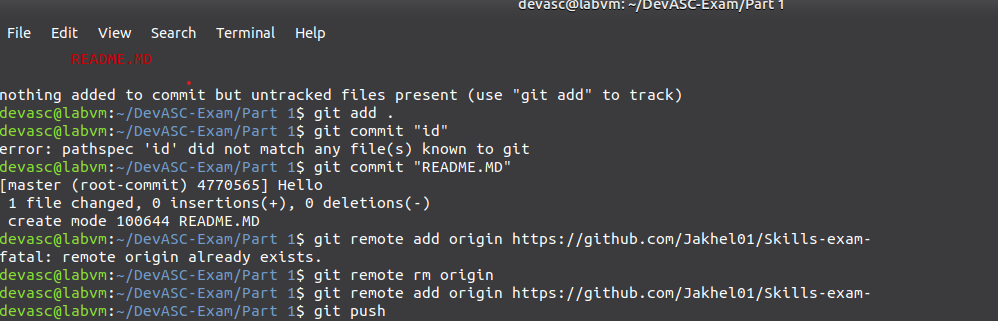 devasc@labvm: ~/DevASC-Exam/Part 1
File Edit View Search Terminal Help
README.MD
nothing added to commit but untracked files present (use "git add" to track)
devasc@labvm:~/DevASC-Exam/Part 1$ git add .
devasc@labvm:~/DevASC-Exam/Part 1$ git commit "id"
error: pathspec 'id' did not match any file(s) known to git
devasc@labvm:~/DevASC-Exam/Part 1$ git commit "README.MD"
[master (root-commit) 4770565] Hello
1 file changed, 0 insertions(+), 0 deletions(-)
create mode 100644 README.MD
devasc@labvm:~/DevASC-Exam/Part 1$ git remote add origin https://github.com/Jakhel01/Skills-exam-
fatal: remote origin already exists.
devasc@labvm:~/DevASC-Exam/Part 1$ git remote rm origin
devasc@labvm:~/DevASC-Exam/Part 1$ git remote add origin https://github.com/Jakhel01/Skills-exam-
devasc@labvm:~/DevASC-Exam/Part 1$ git push